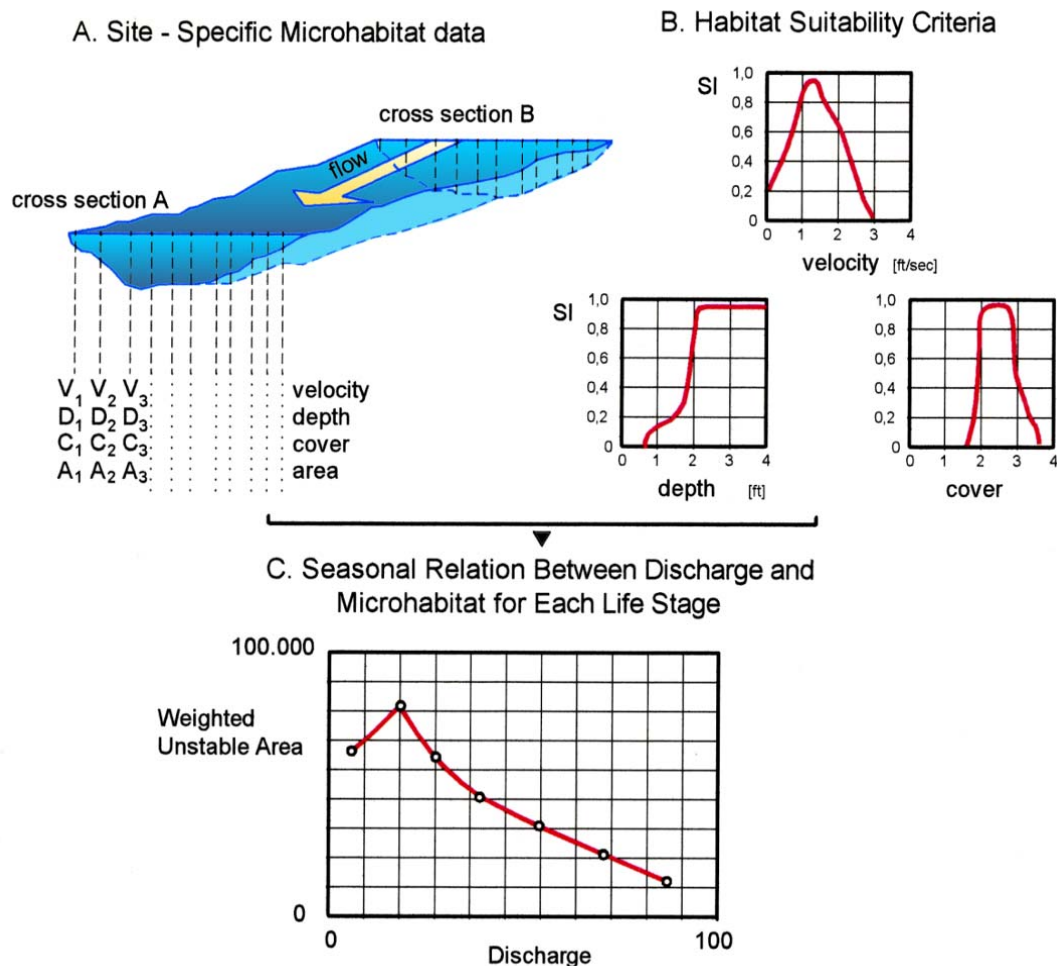 A. Site - Specific Microhabitat data
cross section B
flow
cross section A
V1 V2 V3 velocity
D1 D2 D3 depth
C1 C2 C3 cover
A1 A2 A3 area
B. Habitat Suitability Criteria
SI
1,0
0,8
0,6
0,4
0,2
0
0 1 2 3 4
velocity [ft/sec]
SI
1,0
0,8
0,6
0,4
0,2
0
0 1 2 3 4
depth [ft]
1,0
0,8
0,6
0,4
0,2
0
0 1 2 3 4
cover
C. Seasonal Relation Between Discharge and
Microhabitat for Each Life Stage
100.000
Weighted
Unstable Area
0
0 100
Discharge